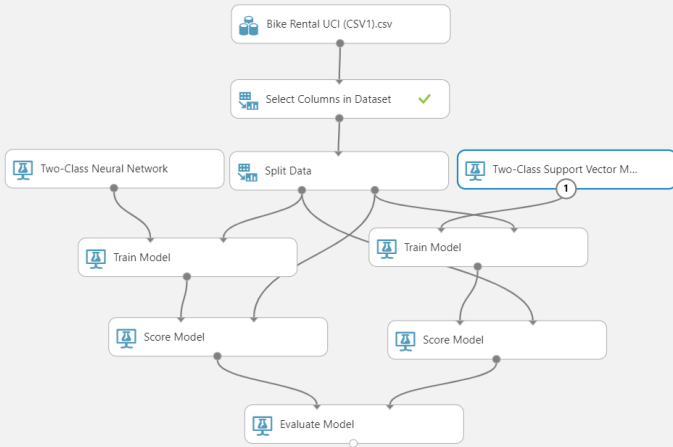 Bike Rental UCI (CSV1).csv
Select Columns in Dataset
Two-Class Neural Network
Split Data
Two-Class Support Vector M...
1
Train Model
Train Model
Score Model
Score Model
Evaluate Model